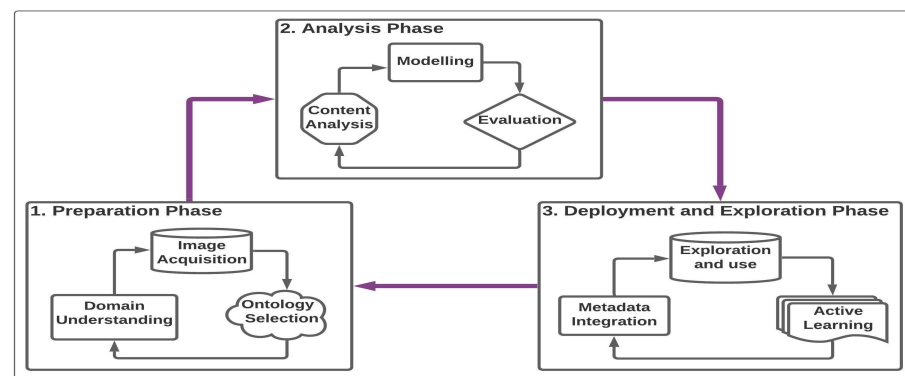 2. Analysis Phase
Modelling
Content
Analysis
Evaluation
1. Preparation Phase
Image
Acquisition
Domain
Understanding
Ontology
Selection
3. Deployment and Exploration Phase
Exploration
and use
Metadata
Integration
Active
Learning